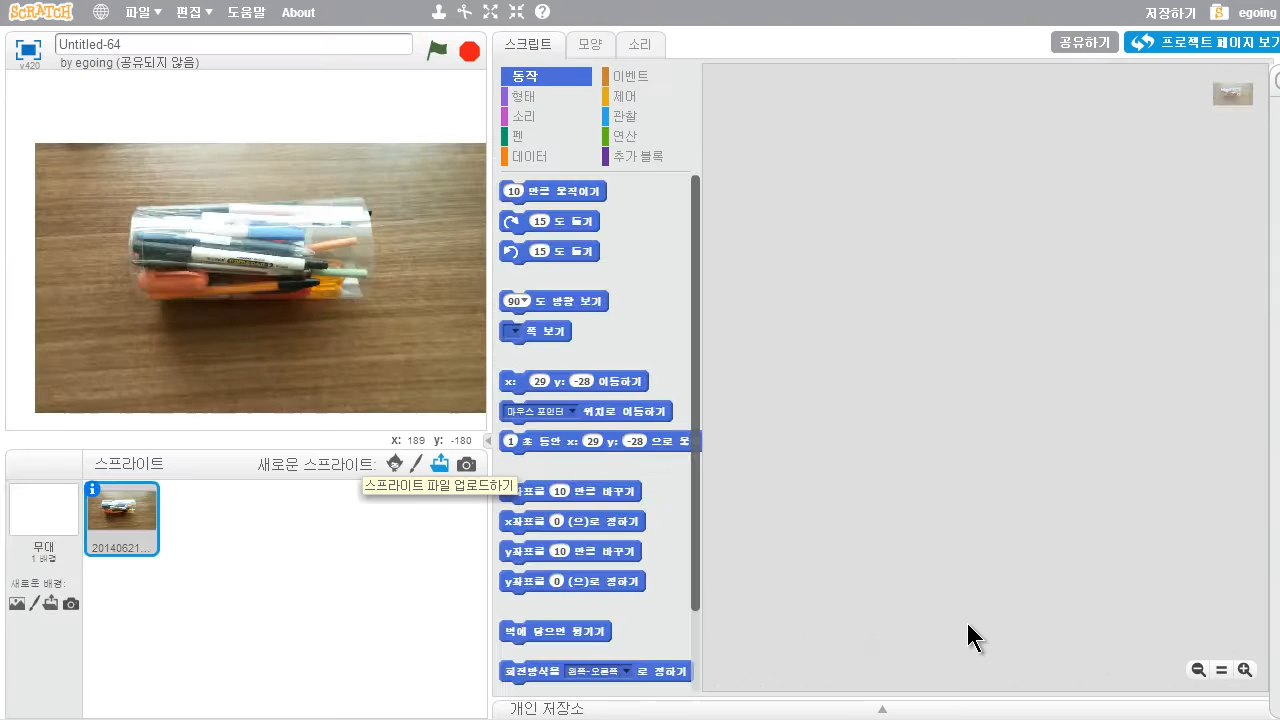 SCRATCH 파일▼ 편집▼ 도움말 About 저장하기 egoing
Untitled-64
by egoing (공유되지 않음)
v420
스크립트 모양 소리 공유하기 프로젝트 페이지 보기
동작 이벤트
형태 제어
소리 관찰
펜 연산
데이터 추가 블록
10 만큼 움직이기
15 도 돌기
15 도 돌기
90▼ 도 방향 보기
쪽 보기
x: 29 y: -28 이동하기
마우스 포인터 위치로 이동하기
1 초 동안 x: 29 y: -28 으로 움
x: 189 y: -180
스프라이트 새로운 스프라이트:
스프라이트 파일 업로드하기
좌표를 10 만큼 바꾸기
x좌표를 0 (으)로 정하기
y좌표를 10 만큼 바꾸기
y좌표를 0 (으)로 정하기
벽에 닿으면 튕기기
회전방식을 왼쪽-오른쪽 로 정하기
무대
1 배경
새로운 배경:
20140621...
개인 저장소